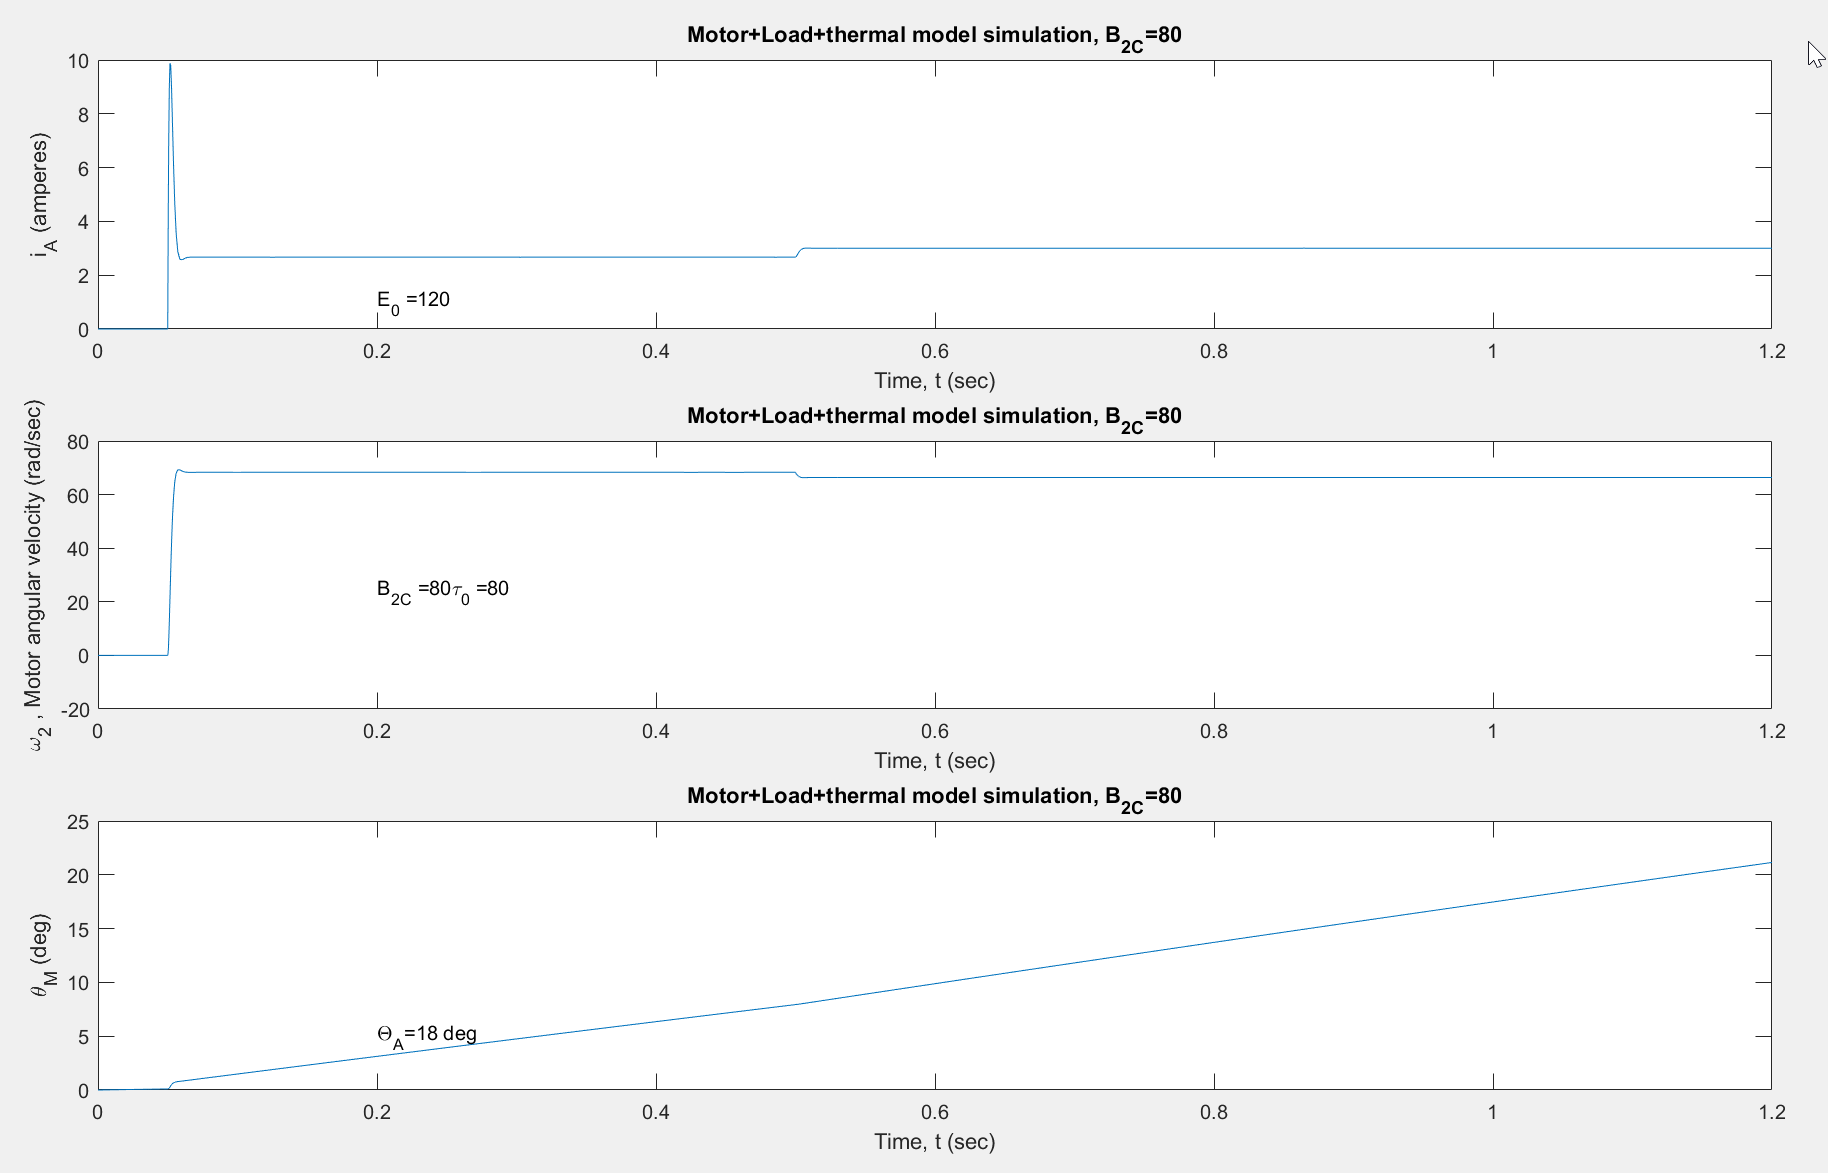 Motor+Load+thermal model simulation, B2C=80
10
8
6
4
2
0
iA (amperes)
E0 =120
0 0.2 0.4 0.6 0.8 1 1.2
Time, t (sec)
Motor+Load+thermal model simulation, B2C=80
80
60
40
20
0
-20
ω2 , Motor angular velocity (rad/sec)
B2C =80τ0 =80
0 0.2 0.4 0.6 0.8 1 1.2
Time, t (sec)
Motor+Load+thermal model simulation, B2C=80
25
20
15
10
5
0
θM (deg)
ΘA=18 deg
0 0.2 0.4 0.6 0.8 1 1.2
Time, t (sec)